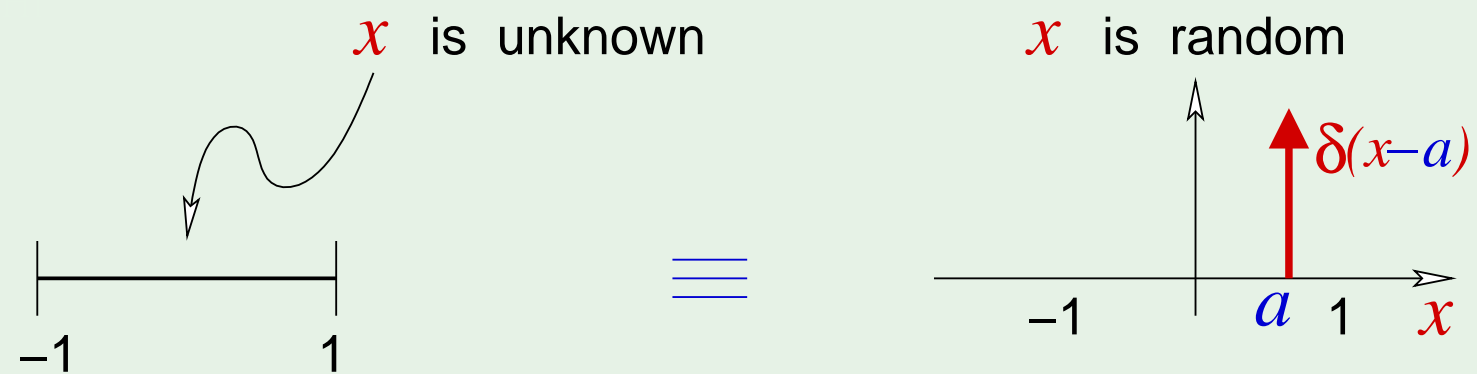 x is unknown
x is random
δ(x−a)
−1 1
≡
−1 a 1 x